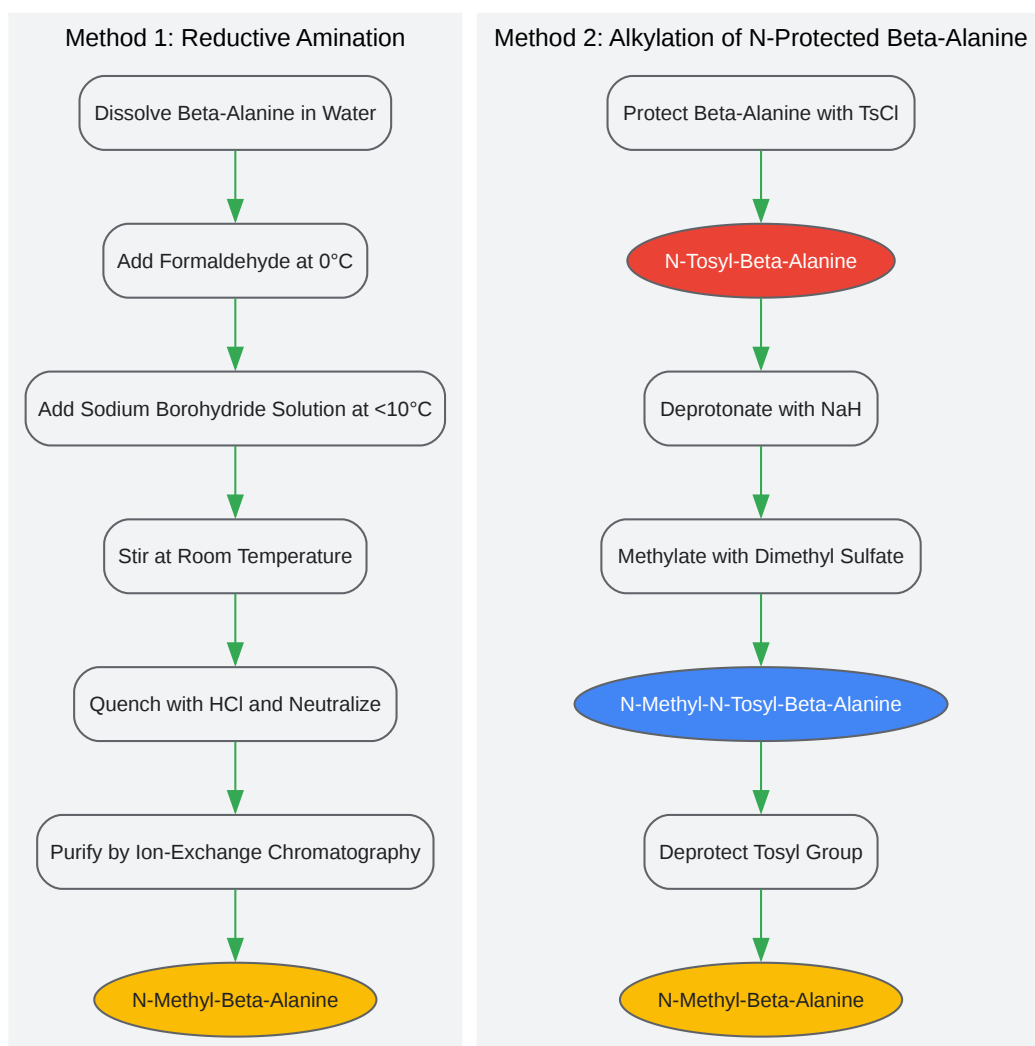 Method 1: Reductive Amination
Dissolve Beta-Alanine in Water
Add Formaldehyde at 0°C
Add Sodium Borohydride Solution at <10°C
Stir at Room Temperature
Quench with HCl and Neutralize
Purify by Ion-Exchange Chromatography
N-Methyl-Beta-Alanine
Method 2: Alkylation of N-Protected Beta-Alanine
Protect Beta-Alanine with TsCl
N-Tosyl-Beta-Alanine
Deprotonate with NaH
Methylate with Dimethyl Sulfate
N-Methyl-N-Tosyl-Beta-Alanine
Deprotect Tosyl Group
N-Methyl-Beta-Alanine